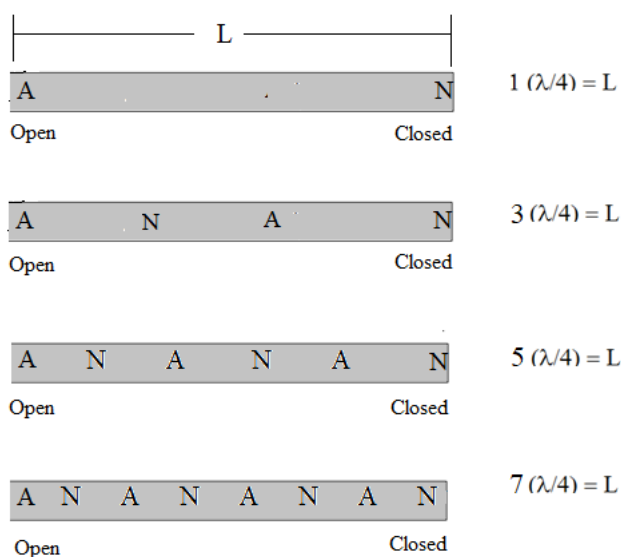 L
A N 1 (λ/4) = L
Open Closed
A N A N 3 (λ/4) = L
Open Closed
A N A N A N 5 (λ/4) = L
Open Closed
A N A N A N A N 7 (λ/4) = L
Open Closed